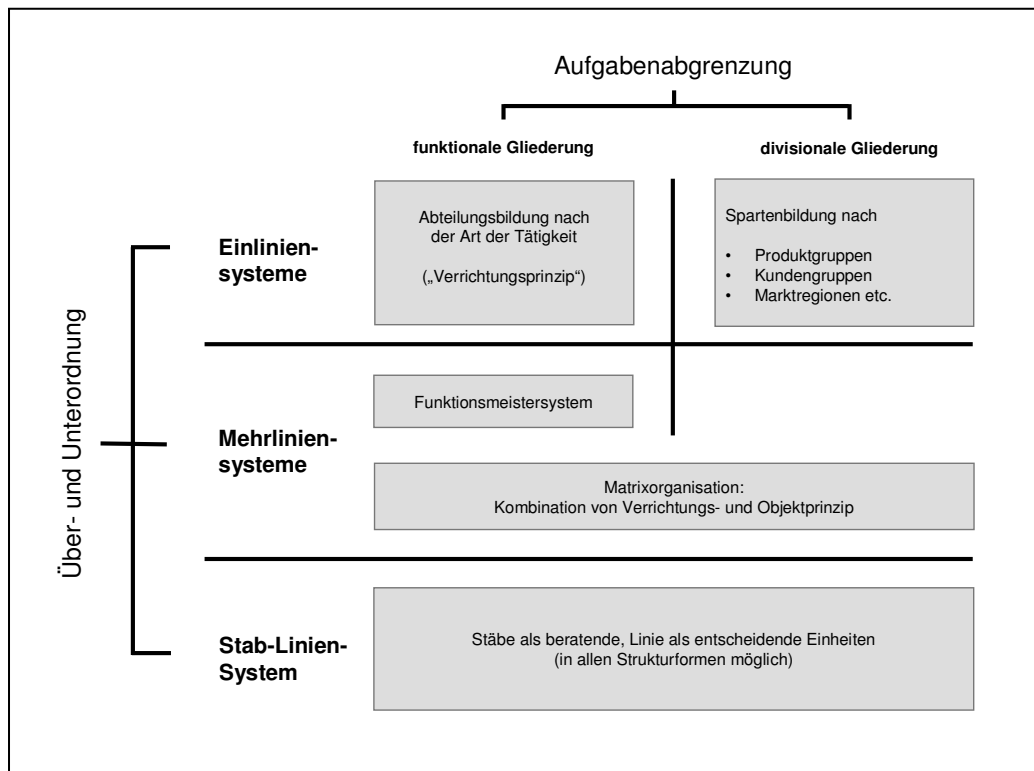 Aufgabenabgrenzung
funktionale Gliederung
divisionale Gliederung
Über- und Unterordnung
Einlinien-
systeme
Abteilungsbildung nach
der Art der Tätigkeit
(„Verrichtungsprinzip“)
Spartenbildung nach
• Produktgruppen
• Kundengruppen
• Marktregionen etc.
Mehrlinien-
systeme
Funktionsmeistersystem
Matrixorganisation:
Kombination von Verrichtungs- und Objektprinzip
Stab-Linien-
System
Stäbe als beratende, Linie als entscheidende Einheiten
(in allen Strukturformen möglich)